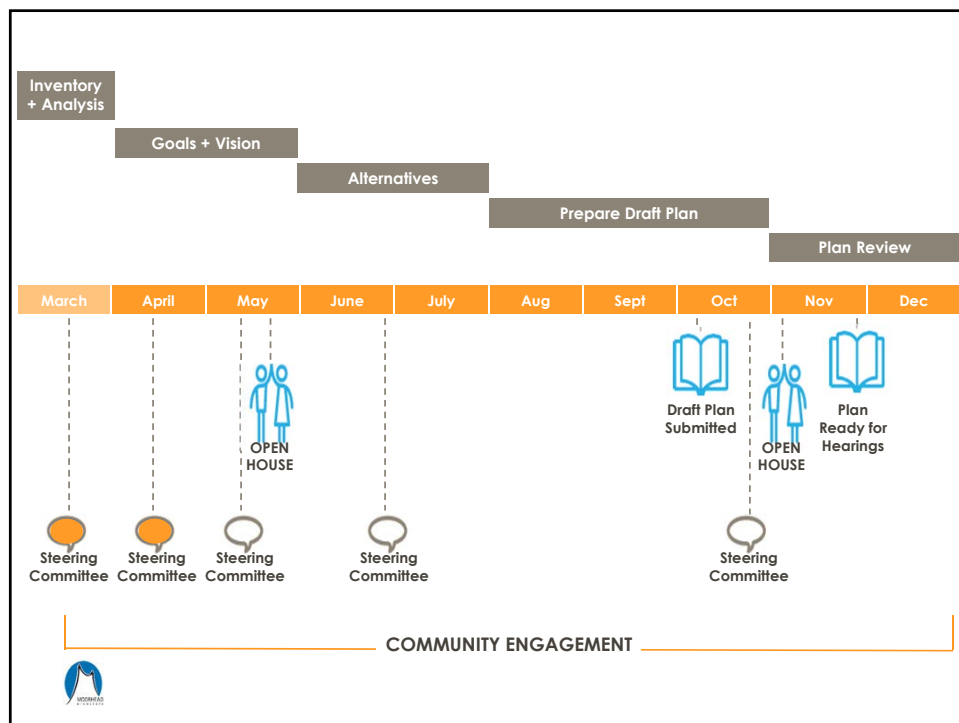 Inventory
+ Analysis
Goals + Vision
Alternatives
Prepare Draft Plan
Plan Review
March April May June July Aug Sept Oct Nov Dec
OPEN
HOUSE
Draft Plan
Submitted
OPEN
HOUSE
Plan
Ready for
Hearings
Steering
Committee
Steering
Committee
Steering
Committee
Steering
Committee
Steering
Committee
COMMUNITY ENGAGEMENT
MOORHEAD
MINNESOTA